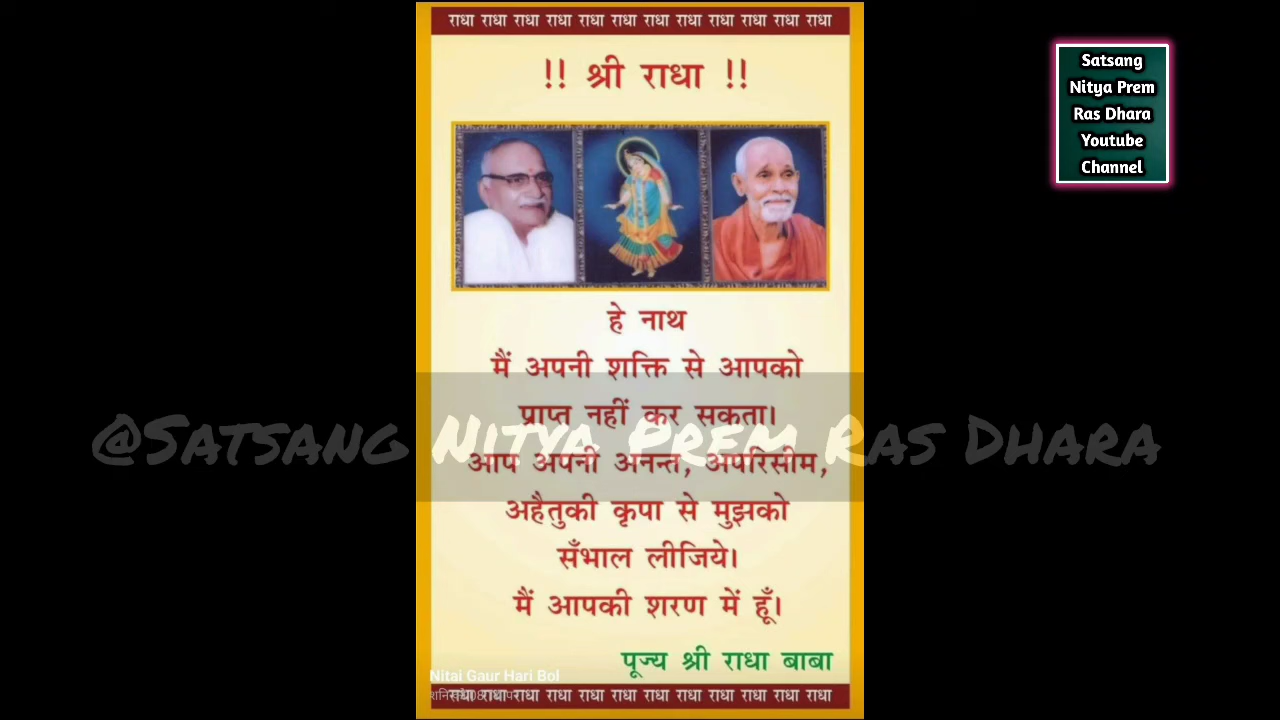 राधा राधा राधा राधा राधा राधा राधा राधा राधा राधा राधा राधा
!! श्री राधा !!
हे नाथ
मैं अपनी शक्ति से आपको
प्राप्त नहीं कर सकता।
आप अपनी अनन्त, अपरिसीम,
अहैतुकी कृपा से मुझको
सँभाल लीजिये।
मैं आपकी शरण में हूँ।
पूज्य श्री राधा बाबा
राधा राधा राधा राधा राधा राधा राधा राधा राधा राधा राधा राधा
Nitai Gaur Hari Bol
@Satsang Nitya Prem Ras Dhara
Satsang
Nitya Prem
Ras Dhara
Youtube
Channel